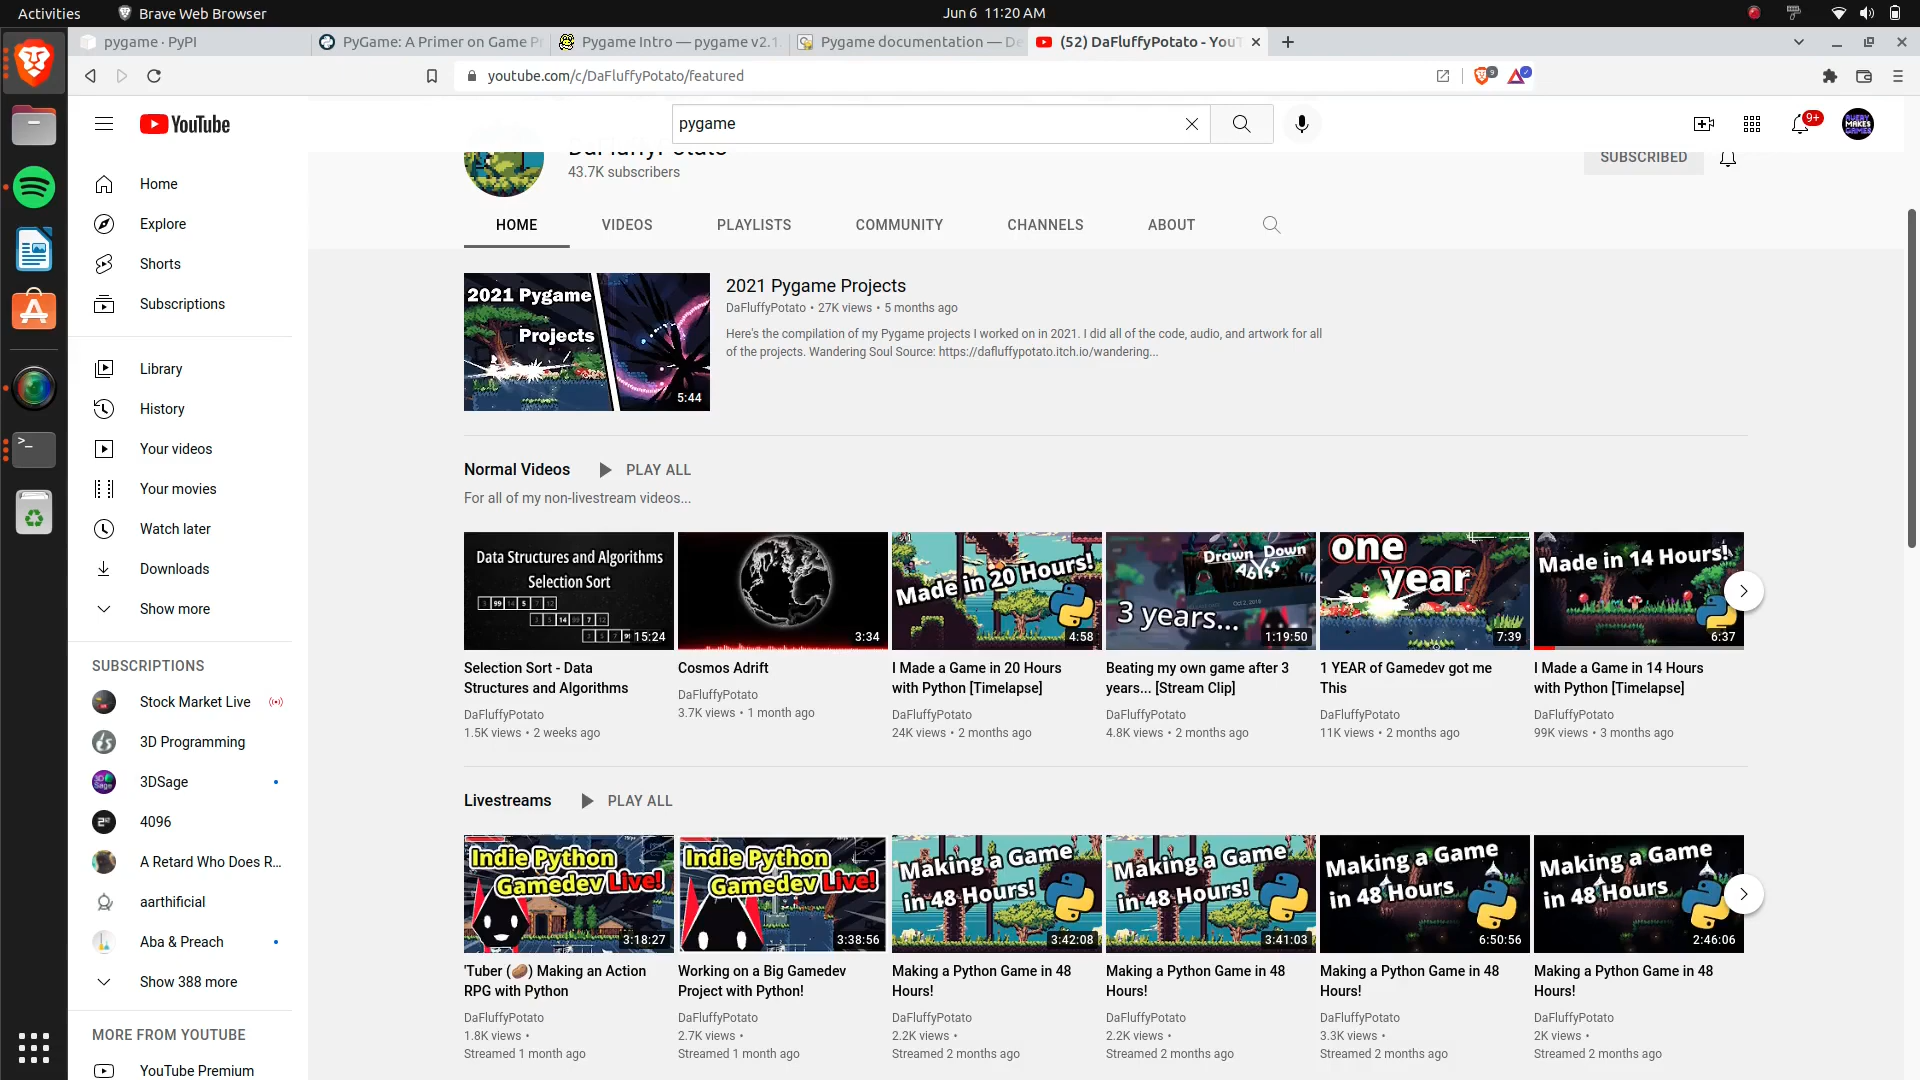 Activities
Brave Web Browser
Jun 6 11:20 AM
pygame · PyPI
PyGame: A Primer on Game Pr
Pygame Intro — pygame v2.1.
Pygame documentation — De
(52) DaFluffyPotato - YouT
youtube.com/c/DaFluffyPotato/featured
9
YouTube
pygame
9+
AVERY
MAKES
GAMES
DaFluffyPotato
43.7K subscribers
SUBSCRIBED
HOME
VIDEOS
PLAYLISTS
COMMUNITY
CHANNELS
ABOUT
Home
Explore
Shorts
Subscriptions
Library
History
Your videos
Your movies
Watch later
Downloads
Show more
SUBSCRIPTIONS
Stock Market Live
3D Programming
3DSage
4096
A Retard Who Does R...
aarthificial
Aba & Preach
Show 388 more
MORE FROM YOUTUBE
YouTube Premium
2021 Pygame
Projects
5:44
2021 Pygame Projects
DaFluffyPotato • 27K views • 5 months ago
Here's the compilation of my Pygame projects I worked on in 2021. I did all of the code, audio, and artwork for all
of the projects. Wandering Soul Source: https://dafluffypotato.itch.io/wandering...
Normal Videos
PLAY ALL
For all of my non-livestream videos...
Data Structures and Algorithms
Selection Sort
15:24
Selection Sort - Data
Structures and Algorithms
DaFluffyPotato
1.5K views • 2 weeks ago
3:34
Cosmos Adrift
DaFluffyPotato
3.7K views • 1 month ago
Made in 20 Hours!
4:58
I Made a Game in 20 Hours
with Python [Timelapse]
DaFluffyPotato
24K views • 2 months ago
Drawn Down
Abyss
Oct 2, 2019
3 years...
1:19:50
Beating my own game after 3
years... [Stream Clip]
DaFluffyPotato
4.8K views • 2 months ago
one
year
7:39
1 YEAR of Gamedev got me
This
DaFluffyPotato
11K views • 2 months ago
Made in 14 Hours!
6:37
I Made a Game in 14 Hours
with Python [Timelapse]
DaFluffyPotato
99K views • 3 months ago
Livestreams
PLAY ALL
Indie Python
Gamedev Live!
3:18:27
'Tuber (🥔) Making an Action
RPG with Python
DaFluffyPotato
1.8K views •
Streamed 1 month ago
Indie Python
Gamedev Live!
3:38:56
Working on a Big Gamedev
Project with Python!
DaFluffyPotato
2.7K views •
Streamed 1 month ago
Making a Game
in 48 Hours!
3:42:08
Making a Python Game in 48
Hours!
DaFluffyPotato
2.2K views •
Streamed 2 months ago
Making a Game
in 48 Hours!
3:41:03
Making a Python Game in 48
Hours!
DaFluffyPotato
2.2K views •
Streamed 2 months ago
Making a Game
in 48 Hours
6:50:56
Making a Python Game in 48
Hours!
DaFluffyPotato
3.3K views •
Streamed 2 months ago
Making a Game
in 48 Hours
2:46:06
Making a Python Game in 48
Hours!
DaFluffyPotato
2K views •
Streamed 2 months ago